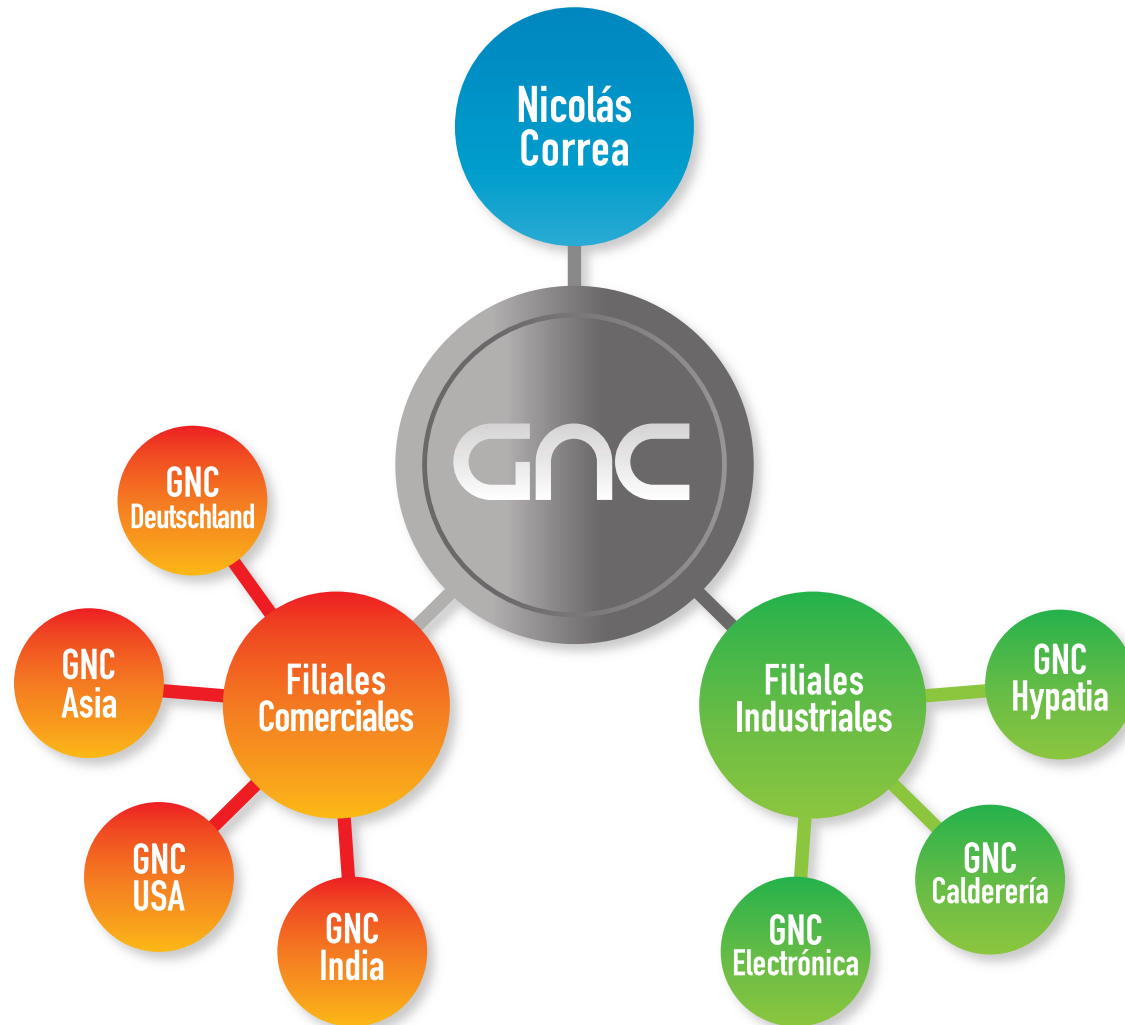 Nicolás
Correa
GNC
GNC
Deutschland
GNC
Asia
GNC
USA
GNC
India
Filiales
Comerciales
Filiales
Industriales
GNC
Hypatia
GNC
Calderería
GNC
Electrónica